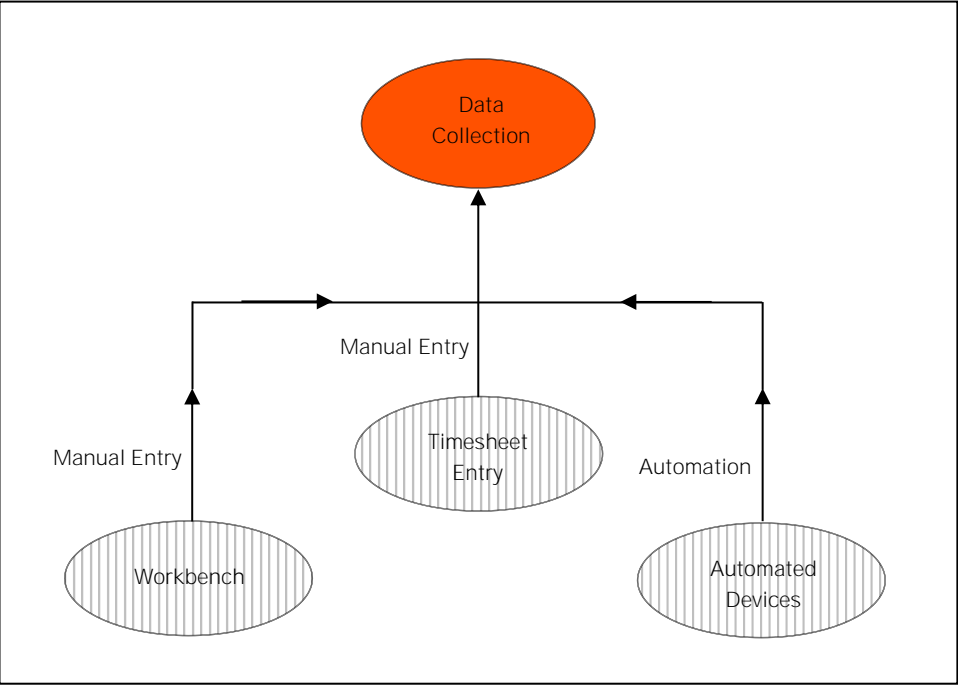 Data
Collection
Manual Entry
Timesheet
Entry
Manual Entry
Automation
Workbench
Automated
Devices